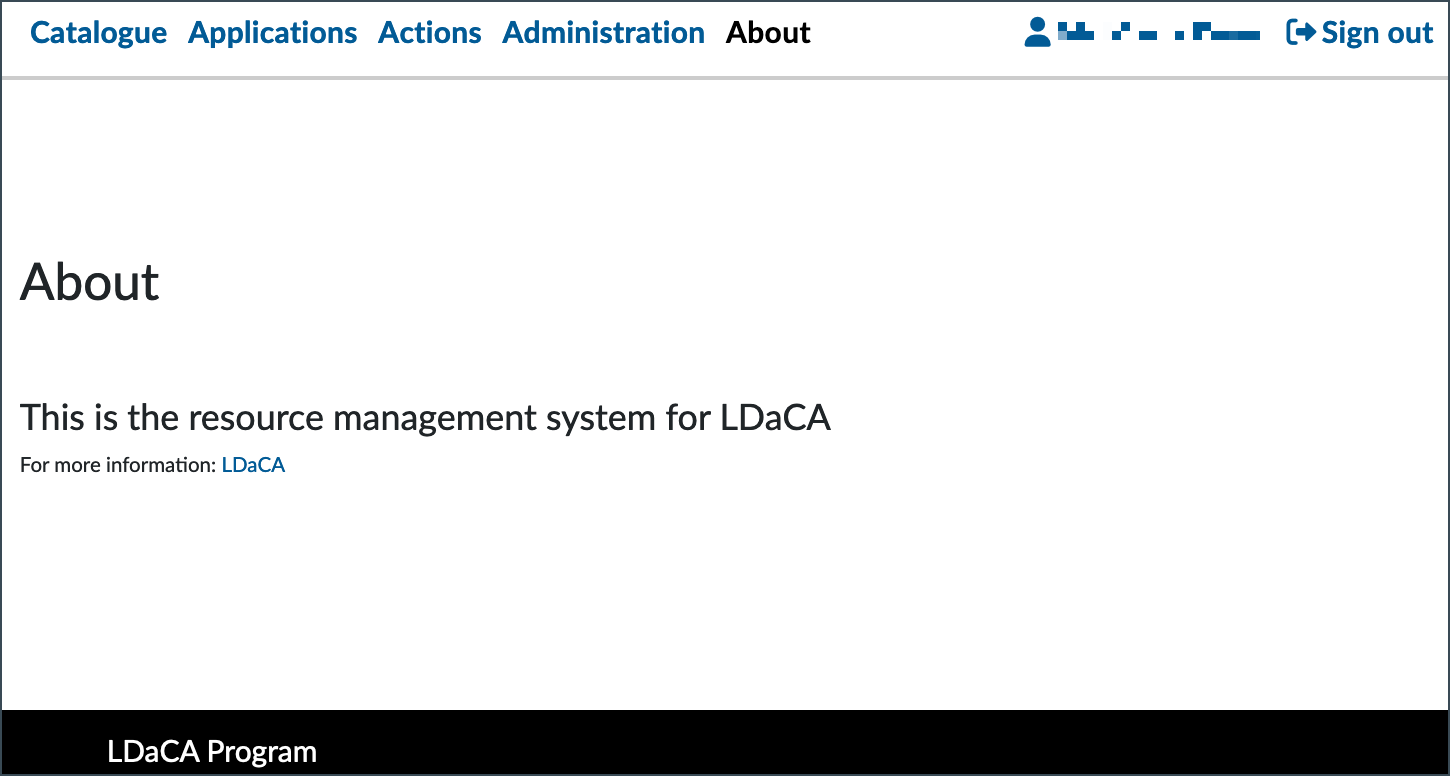 Catalogue Applications Actions Administration About Sign out
About
This is the resource management system for LDaCA
For more information: LDaCA
LDaCA Program